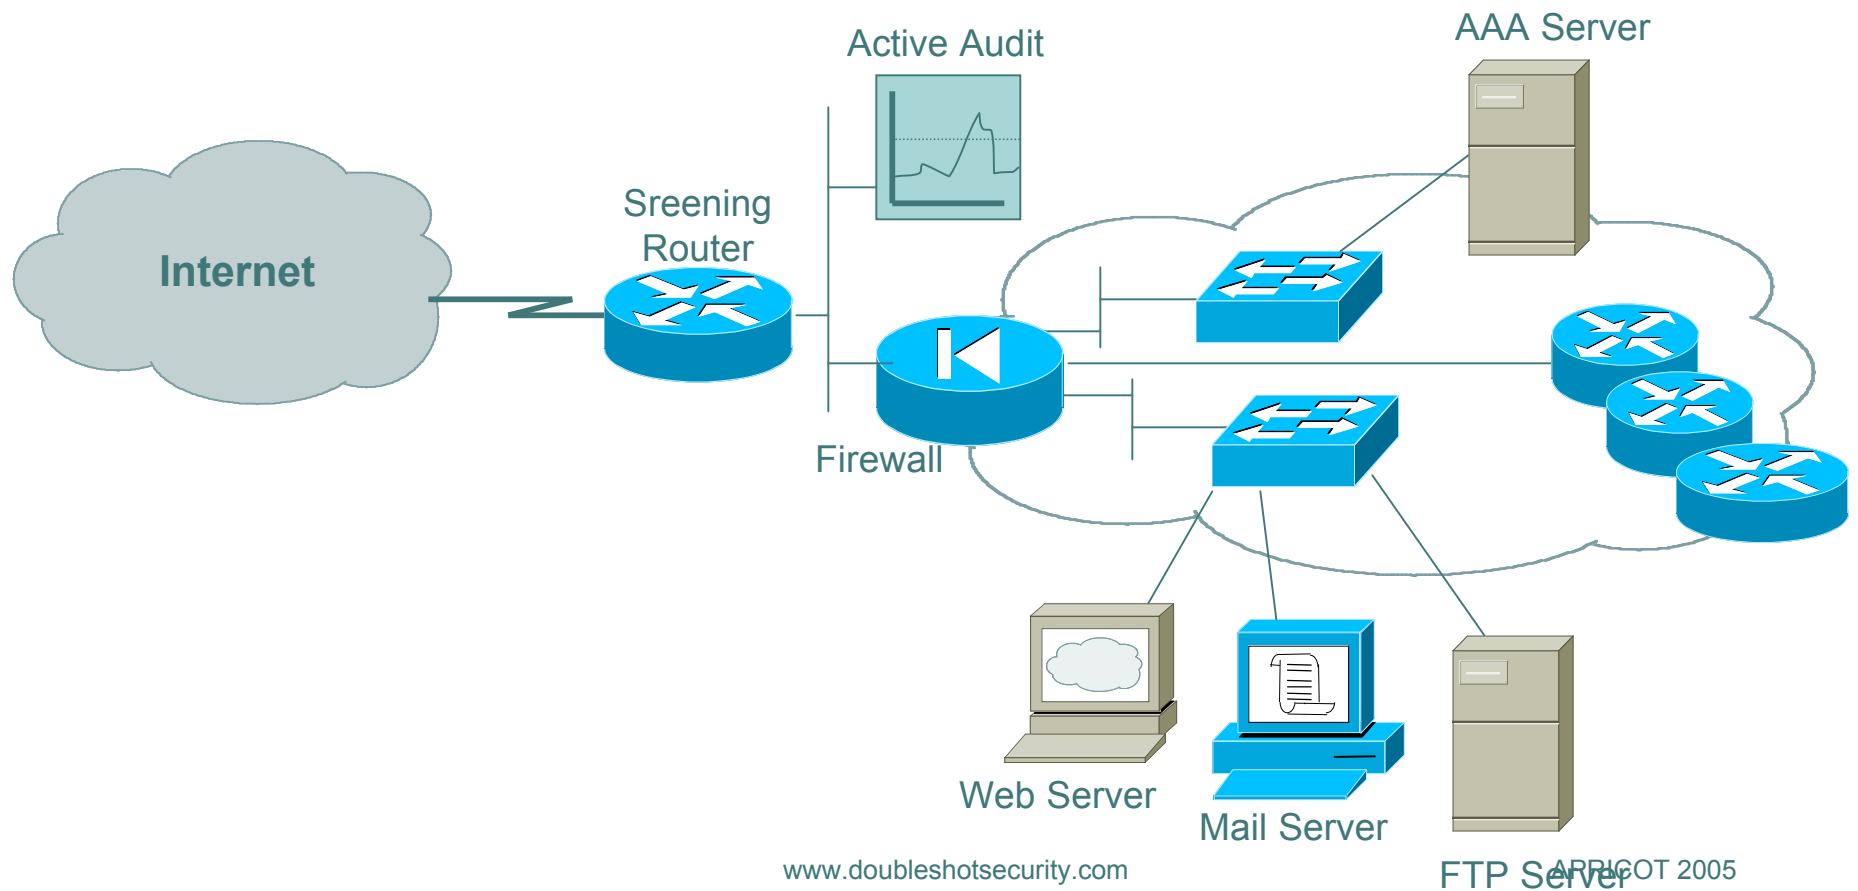 AAA Server
Active Audit
Sreening
Router
Internet
Firewall
Web Server
Mail Server
www.doubleshotsecurity.com
FTP Server
APRICOT 2005